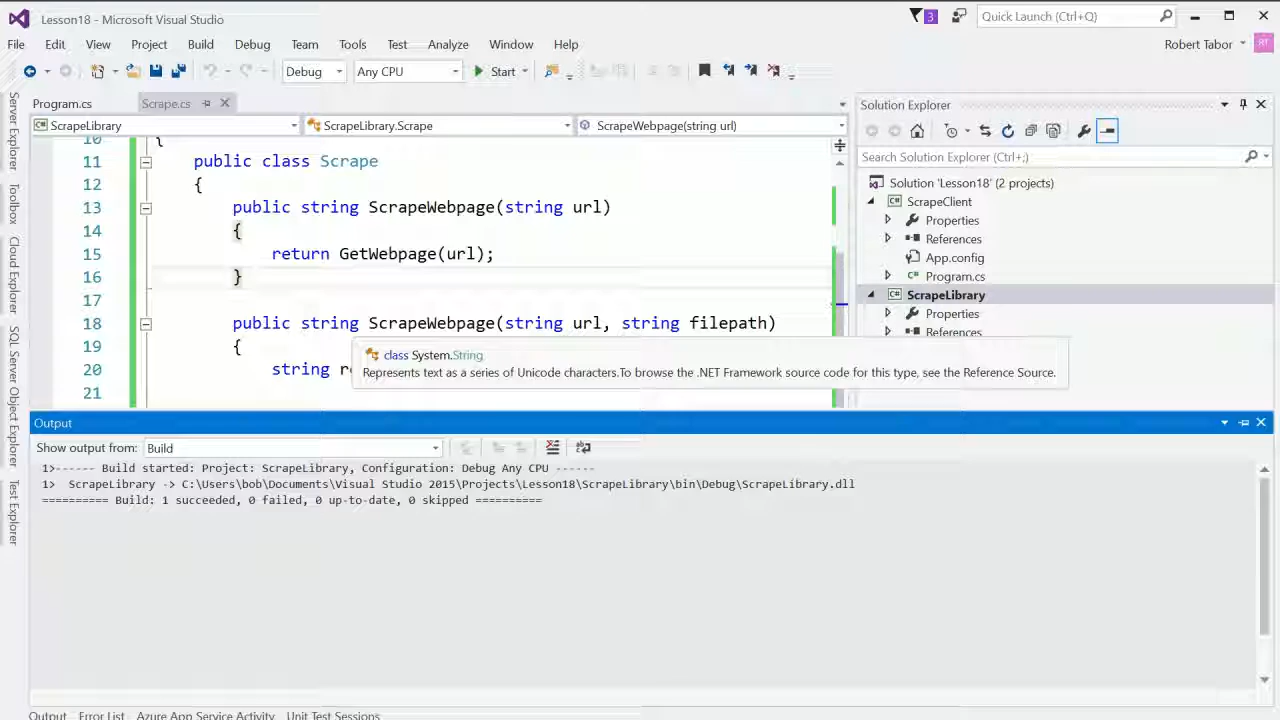 Lesson18 - Microsoft Visual Studio
3
Quick Launch (Ctrl+Q)
File Edit View Project Build Debug Team Tools Test Analyze Window Help
Robert Tabor
RT
Debug Any CPU Start
Server Explorer
Toolbox
Cloud Explorer
SQL Server Object Explorer
Test Explorer
Program.cs Scrape.cs
ScrapeLibrary ScrapeLibrary.Scrape ScrapeWebpage(string url)
10 {
11 public class Scrape
12 {
13 public string ScrapeWebpage(string url)
14 {
15 return GetWebpage(url);
16 }
17
18 public string ScrapeWebpage(string url, string filepath)
19 {
20 string
21
class System.String
Represents text as a series of Unicode characters.To browse the .NET Framework source code for this type, see the Reference Source.
Solution Explorer
Search Solution Explorer (Ctrl+;)
Solution 'Lesson18' (2 projects)
C# ScrapeClient
Properties
References
App.config
C# Program.cs
C# ScrapeLibrary
Properties
References
Output
Show output from: Build
1>------ Build started: Project: ScrapeLibrary, Configuration: Debug Any CPU ------
1> ScrapeLibrary -> C:\Users\bob\Documents\Visual Studio 2015\Projects\Lesson18\ScrapeLibrary\bin\Debug\ScrapeLibrary.dll
========== Build: 1 succeeded, 0 failed, 0 up-to-date, 0 skipped ==========
Output Error List Azure App Service Activity Unit Test Sessions